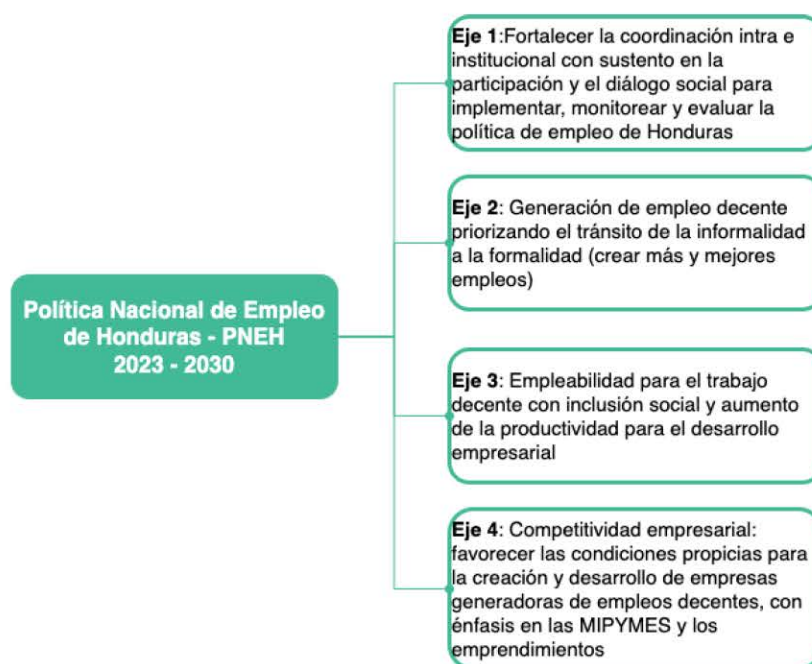 Política Nacional de Empleo
de Honduras - PNEH
2023 - 2030
Eje 1:Fortalecer la coordinación intra e
institucional con sustento en la
participación y el diálogo social para
implementar, monitorear y evaluar la
política de empleo de Honduras
Eje 2: Generación de empleo decente
priorizando el tránsito de la informalidad
a la formalidad (crear más y mejores
empleos)
Eje 3: Empleabilidad para el trabajo
decente con inclusión social y aumento
de la productividad para el desarrollo
empresarial
Eje 4: Competitividad empresarial:
favorecer las condiciones propicias para
la creación y desarrollo de empresas
generadoras de empleos decentes, con
énfasis en las MIPYMES y los
emprendimientos